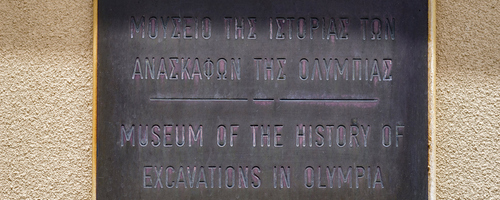 ΜΟΥΣΕΙΟ ΤΗΣ ΙΣΤΟΡΙΑΣ ΤΩΝ
ΑΝΑΣΚΑΦΩΝ ΤΗΣ ΟΛΥΜΠΙΑΣ
MUSEUM OF THE HISTORY OF
EXCAVATIONS IN OLYMPIA